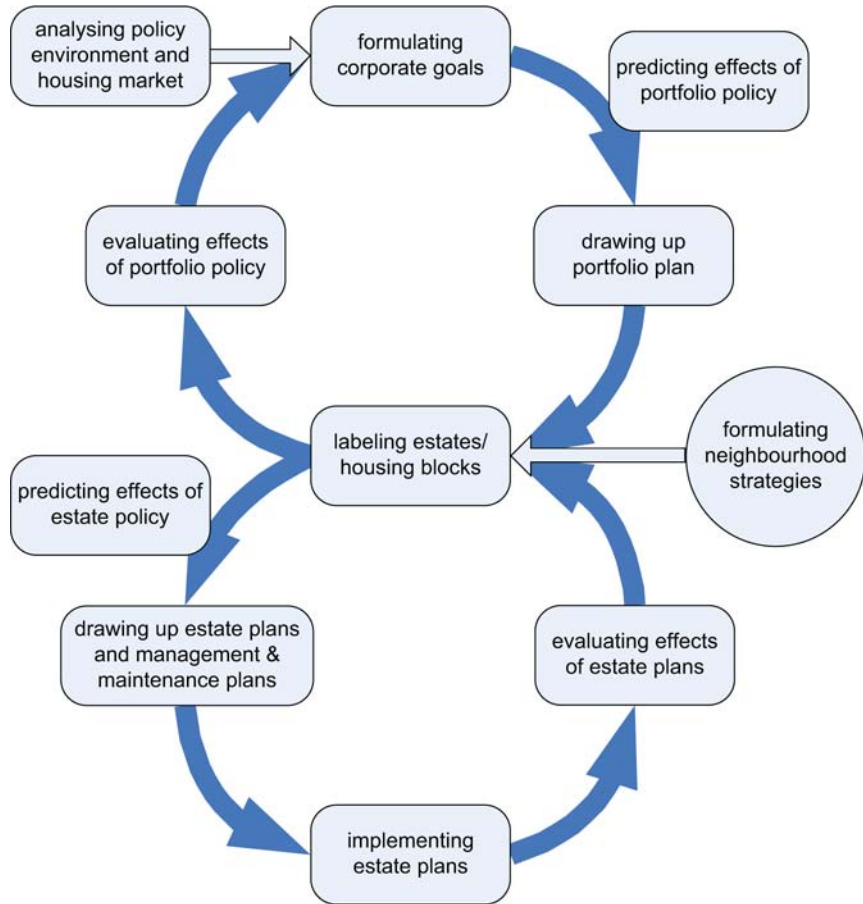 analysing policy
environment and
housing market
formulating
corporate goals
predicting effects of
portfolio policy
evaluating effects
of portfolio policy
drawing up
portfolio plan
labeling estates/
housing blocks
formulating
neighbourhood
strategies
predicting effects of
estate policy
drawing up estate plans
and management &
maintenance plans
evaluating effects
of estate plans
implementing
estate plans